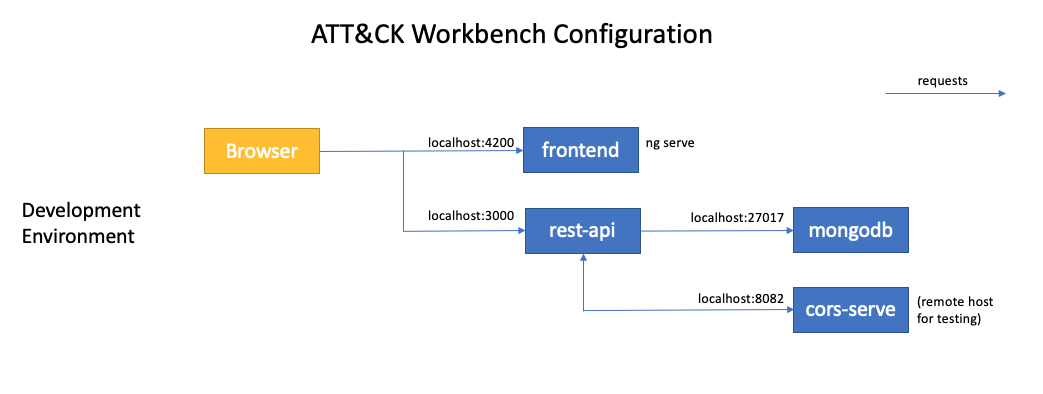 ATT&CK Workbench Configuration
requests
Browser
localhost:4200
frontend
ng serve
Development
Environment
localhost:3000
rest-api
localhost:27017
mongodb
localhost:8082
cors-serve
(remote host
for testing)